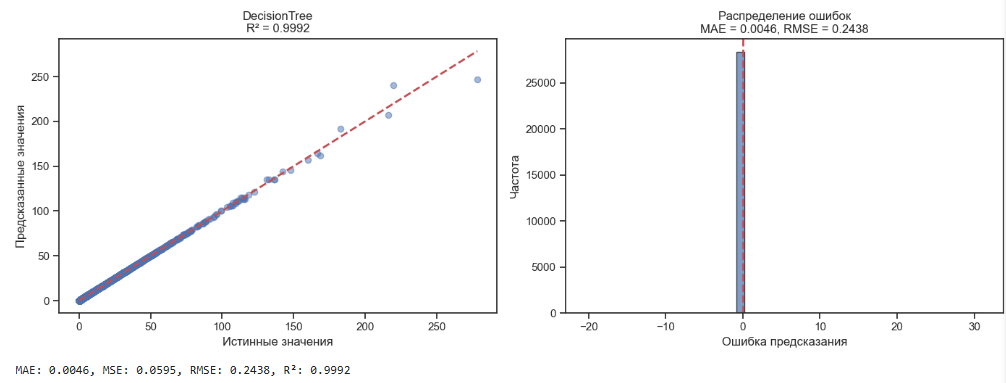 DecisionTree
R² = 0.9992
Предсказанные значения
250
200
150
100
50
0
0 50 100 150 200 250
Истинные значения
Распределение ошибок
MAE = 0.0046, RMSE = 0.2438
Частота
25000
20000
15000
10000
5000
0
−20 −10 0 10 20 30
Ошибка предсказания
MAE: 0.0046, MSE: 0.0595, RMSE: 0.2438, R²: 0.9992